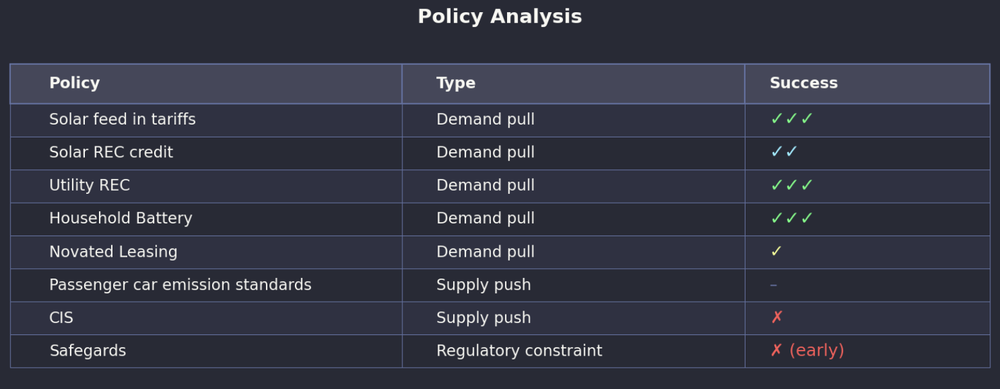 Policy Analysis
Policy Type Success
Solar feed in tariffs Demand pull ✓✓✓
Solar REC credit Demand pull ✓✓
Utility REC Demand pull ✓✓✓
Household Battery Demand pull ✓✓✓
Novated Leasing Demand pull ✓
Passenger car emission standards Supply push –
CIS Supply push ✗
Safegards Regulatory constraint ✗ (early)